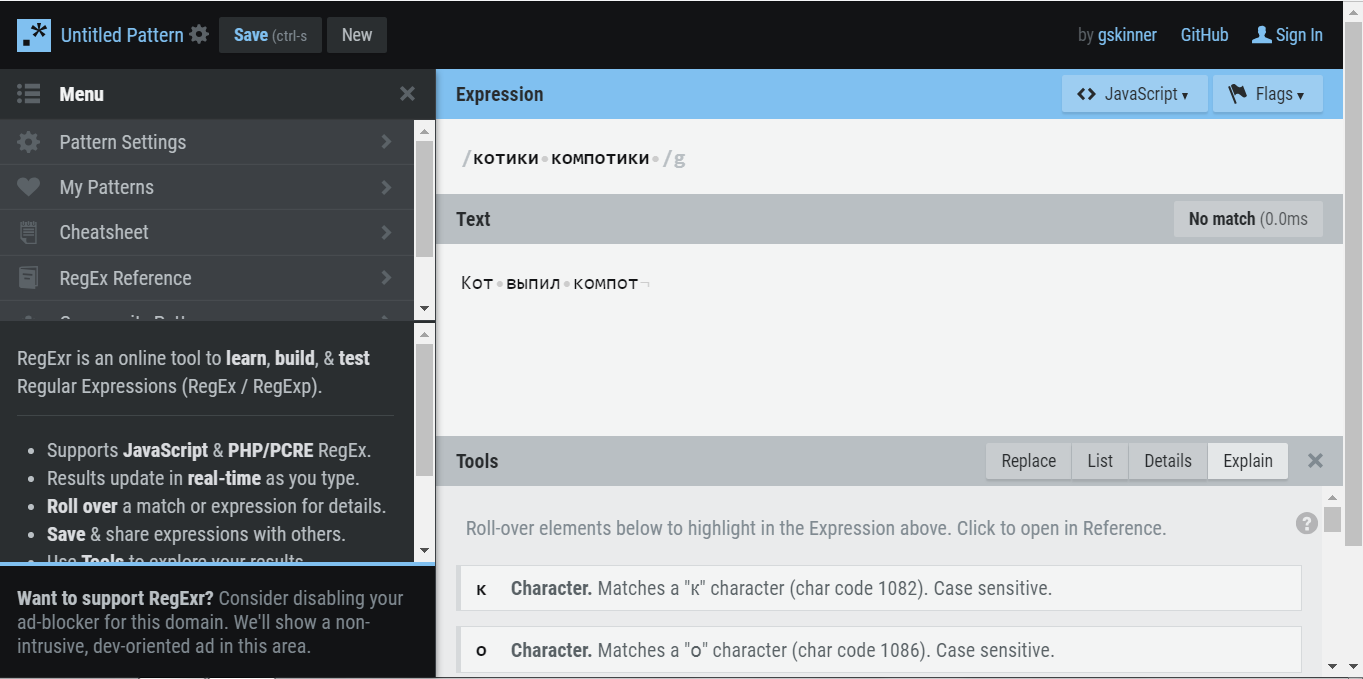 Untitled Pattern Save (ctrl-s New by gskinner GitHub Sign In
Menu
Pattern Settings
My Patterns
Cheatsheet
RegEx Reference
RegExr is an online tool to learn, build, & test
Regular Expressions (RegEx / RegExp).
• Supports JavaScript & PHP/PCRE RegEx.
• Results update in real-time as you type.
• Roll over a match or expression for details.
• Save & share expressions with others.
• Use Tools to explore your results.
Want to support RegExr? Consider disabling your
ad-blocker for this domain. We'll show a non-
intrusive, dev-oriented ad in this area.
Expression JavaScript Flags
/котики компотики /g
Text No match (0.0ms
Кот выпил компот
Tools Replace List Details Explain
Roll-over elements below to highlight in the Expression above. Click to open in Reference.
к Character. Matches a "к" character (char code 1082). Case sensitive.
о Character. Matches a "о" character (char code 1086). Case sensitive.